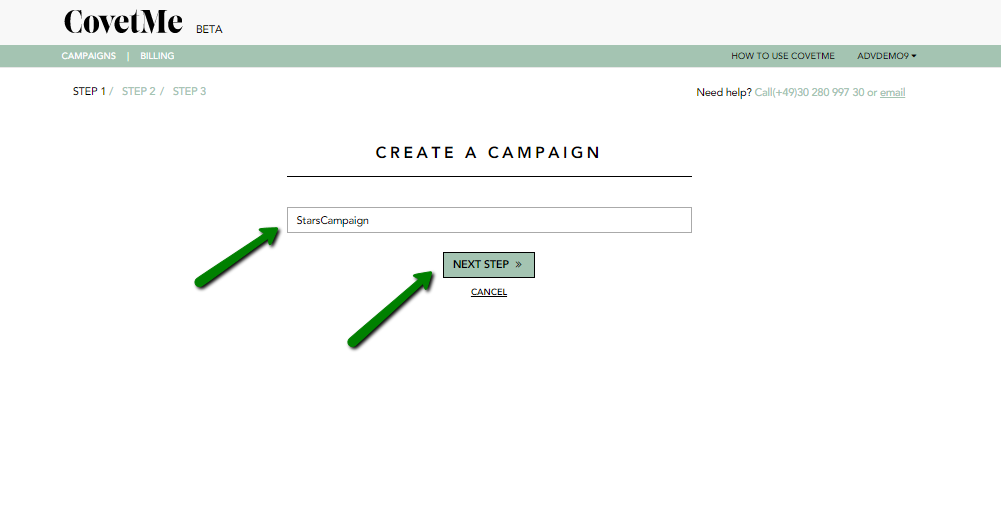 CovetMe BETA
CAMPAIGNS | BILLING HOW TO USE COVETME ADVDEMO9
STEP 1 / STEP 2 / STEP 3 Need help? Call(+49)30 280 997 30 or email
CREATE A CAMPAIGN
StarsCampaign
NEXT STEP »
CANCEL